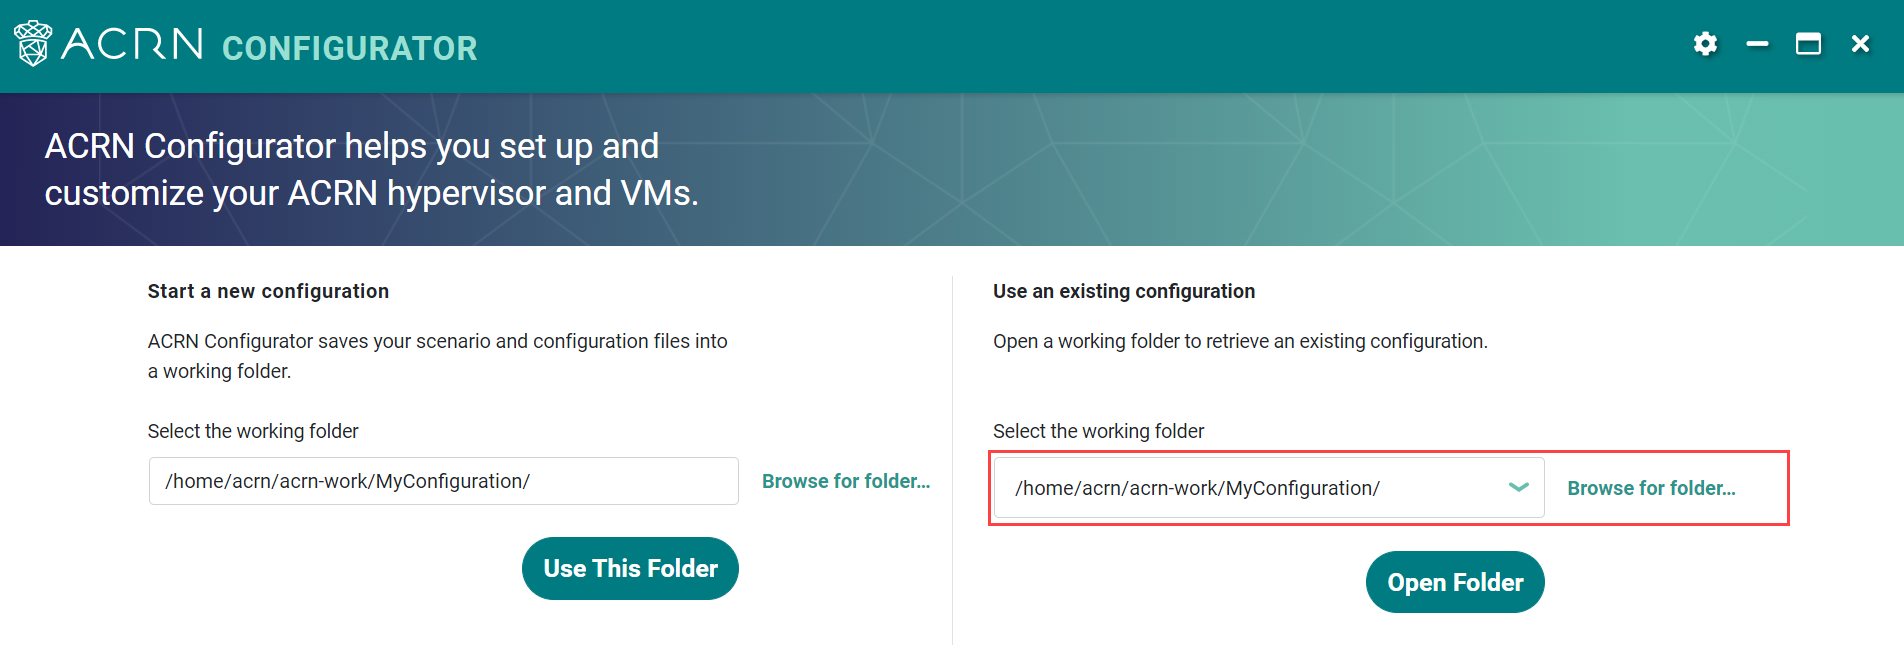 ACRN CONFIGURATOR
ACRN Configurator helps you set up and
customize your ACRN hypervisor and VMs.
Start a new configuration
ACRN Configurator saves your scenario and configuration files into
a working folder.
Select the working folder
/home/acrn/acrn-work/MyConfiguration/
Browse for folder...
Use This Folder
Use an existing configuration
Open a working folder to retrieve an existing configuration.
Select the working folder
/home/acrn/acrn-work/MyConfiguration/
Browse for folder...
Open Folder